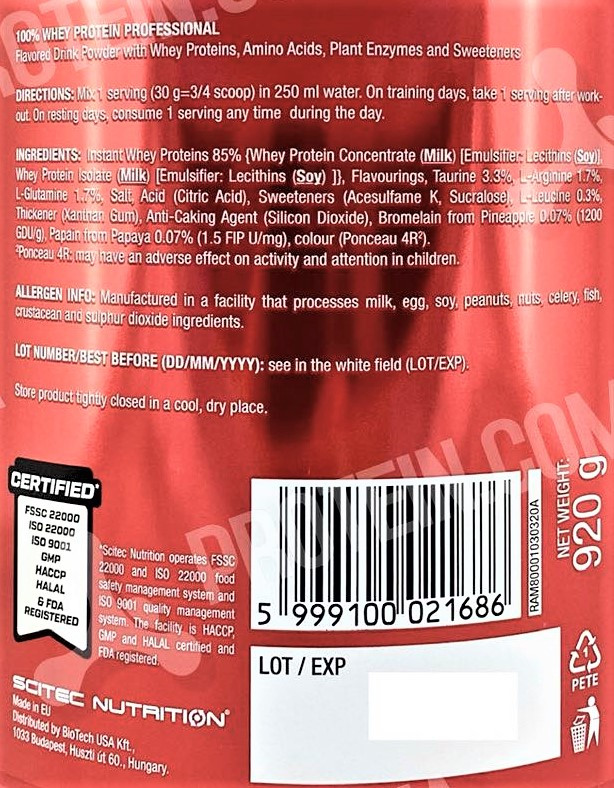 100% WHEY PROTEIN PROFESSIONAL
Flavored Drink Powder with Whey Proteins, Amino Acids, Plant Enzymes and Sweeteners
DIRECTIONS: Mix 1 serving (30 g=3/4 scoop) in 250 ml water. On training days, take 1 serving after work-
out. On resting days, consume 1 serving any time during the day.
INGREDIENTS: Instant Whey Proteins 85% {Whey Protein Concentrate (Milk) [Emulsifier: Lecithins (Soy)],
Whey Protein Isolate (Milk) [Emulsifier: Lecithins (Soy) ]}, Flavourings, Taurine 3.3%, L-Arginine 1.7%,
L-Glutamine 1.7%, Salt, Acid (Citric Acid), Sweeteners (Acesulfame K, Sucralose), L-Leucine 0.3%,
Thickener (Xanthan Gum), Anti-Caking Agent (Silicon Dioxide), Bromelain from Pineapple 0.07% (1200
GDU/g), Papain from Papaya 0.07% (1.5 FIP U/mg), colour (Ponceau 4R²).
²Ponceau 4R: may have an adverse effect on activity and attention in children.
ALLERGEN INFO: Manufactured in a facility that processes milk, egg, soy, peanuts, nuts, celery, fish,
crustacean and sulphur dioxide ingredients.
LOT NUMBER/BEST BEFORE (DD/MM/YYYY): see in the white field (LOT/EXP).
Store product tightly closed in a cool, dry place.
CERTIFIED*
FSSC 22000
ISO 22000
ISO 9001
GMP
HACCP
HALAL
& FDA
REGISTERED
*Scitec Nutrition operates FSSC
22000 and ISO 22000 food
safety management system and
ISO 9001 quality management
system. The facility is HACCP,
GMP and HALAL certified and
FDA registered.
SCITEC NUTRITION®
Made in EU
Distributed by BioTech USA Kft.,
1033 Budapest, Huszti út 60., Hungary.
5 999100 021686
RAM80001030320A
NET WEIGHT:
920 g
LOT / EXP
1
PETE
PROTEIN.COM